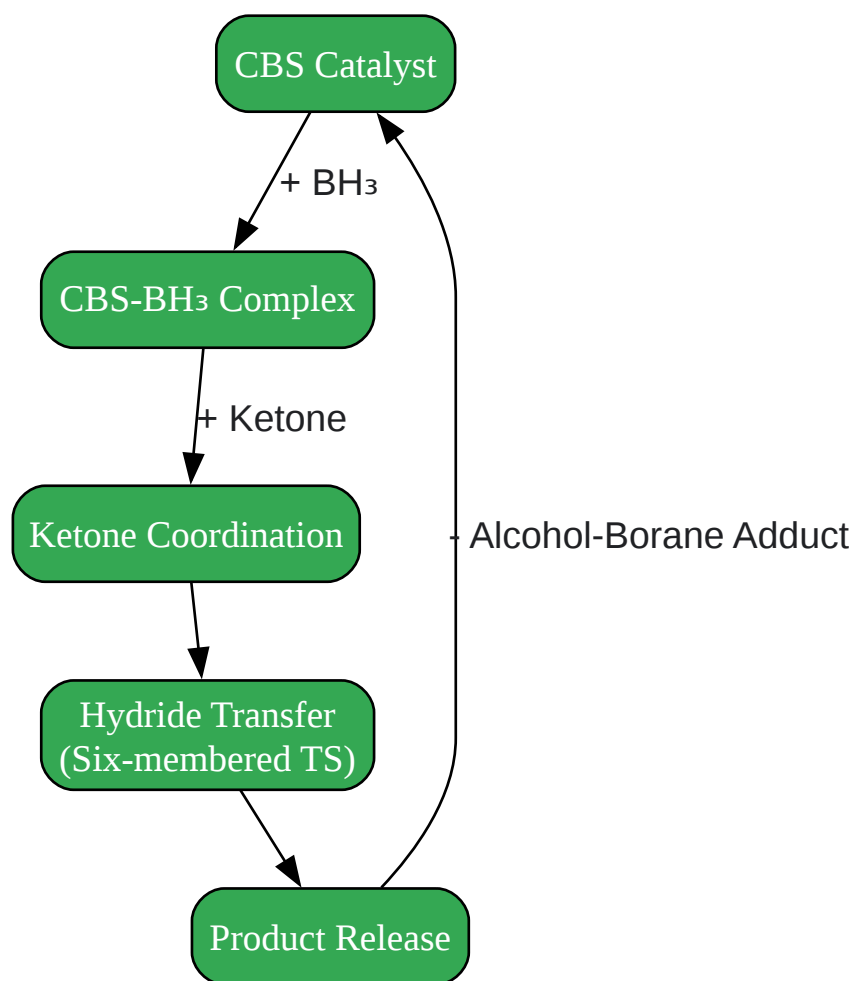 CBS Catalyst
+ BH₃
CBS-BH₃ Complex
+ Ketone
Ketone Coordination
- Alcohol-Borane Adduct
Hydride Transfer
(Six-membered TS)
Product Release